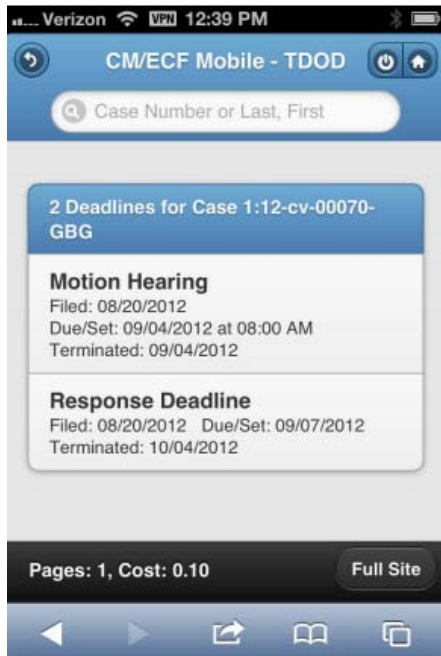 Verizon VPN 12:39 PM
CM/ECF Mobile - TDOD
Case Number or Last, First
2 Deadlines for Case 1:12-cv-00070-
GBG
Motion Hearing
Filed: 08/20/2012
Due/Set: 09/04/2012 at 08:00 AM
Terminated: 09/04/2012
Response Deadline
Filed: 08/20/2012 Due/Set: 09/07/2012
Terminated: 10/04/2012
Pages: 1, Cost: 0.10 Full Site